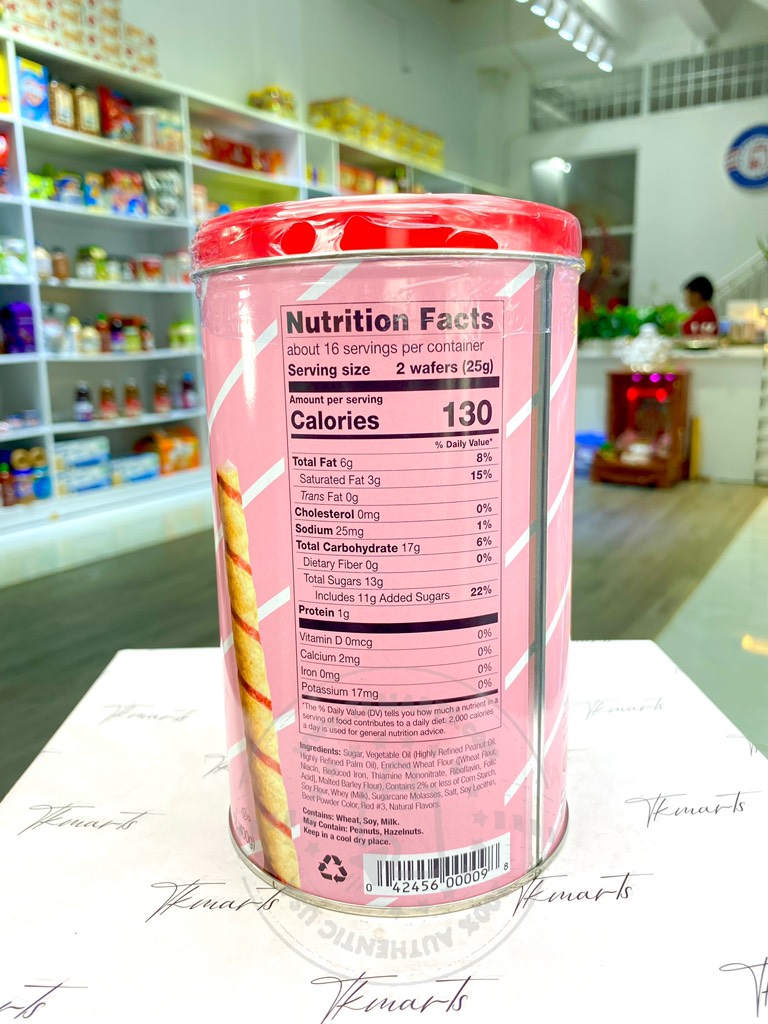 Nutrition Facts
about 16 servings per container
Serving size 2 wafers (25g)
Amount per serving
Calories 130
% Daily Value*
Total Fat 6g 8%
Saturated Fat 3g 15%
Trans Fat 0g
Cholesterol 0mg 0%
Sodium 25mg 1%
Total Carbohydrate 17g 6%
Dietary Fiber 0g 0%
Total Sugars 13g
Includes 11g Added Sugars 22%
Protein 1g
Vitamin D 0mcg 0%
Calcium 2mg 0%
Iron 0mg 0%
Potassium 17mg 0%
*The % Daily Value (DV) tells you how much a nutrient in a
serving of food contributes to a daily diet. 2,000 calories
a day is used for general nutrition advice.
Ingredients: Sugar, Vegetable Oil (Highly Refined Peanut Oil,
Highly Refined Palm Oil), Enriched Wheat Flour ([Wheat Flour,
Niacin, Reduced Iron, Thiamine Mononitrate, Riboflavin, Folic
Acid], Malted Barley Flour), Contains 2% or less of Corn Starch,
Soy Flour, Whey (Milk), Sugarcane Molasses, Salt, Soy Lecithin,
Beet Powder Color, Red #3, Natural Flavors.
Contains: Wheat, Soy, Milk.
May Contain: Peanuts, Hazelnuts.
Keep in a cool dry place.
0 42456 00009 8
100% AUTHENTIC US
Tkmarts
Tkmarts
Tkmarts
Tkmarts
Tkmarts
Tkmarts